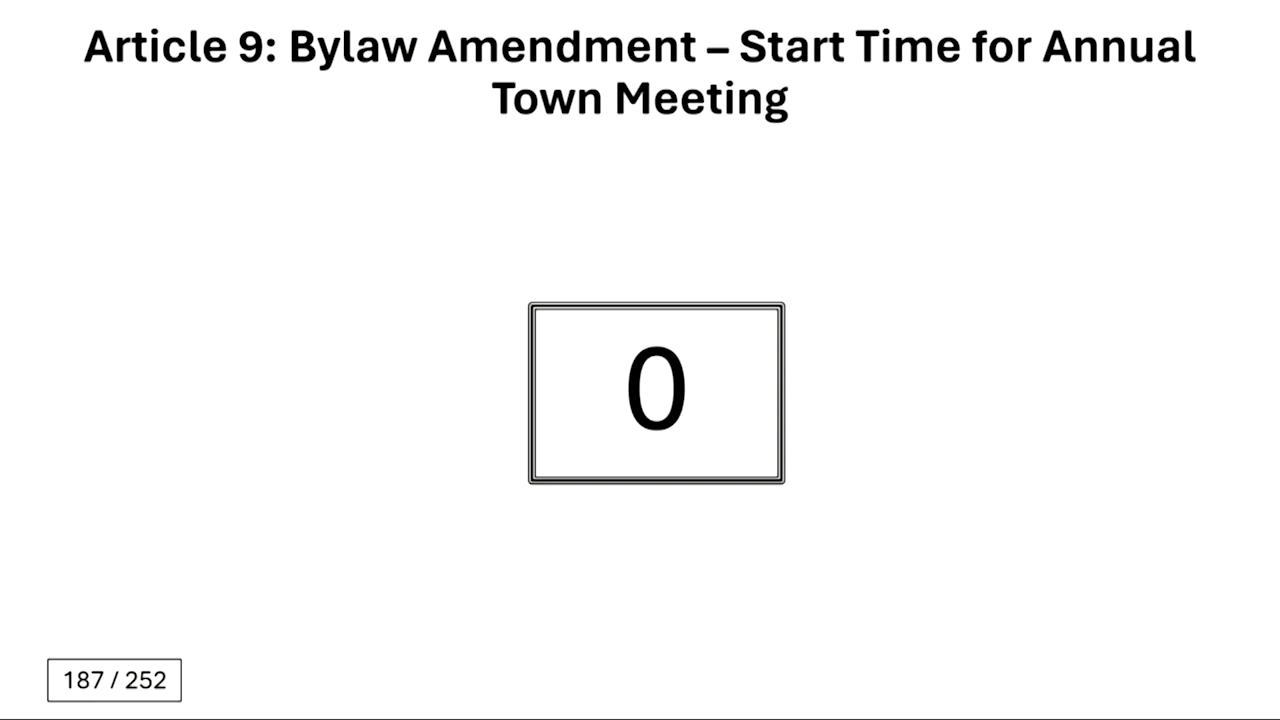 Article 9: Bylaw Amendment – Start Time for Annual
Town Meeting
0
187 / 252